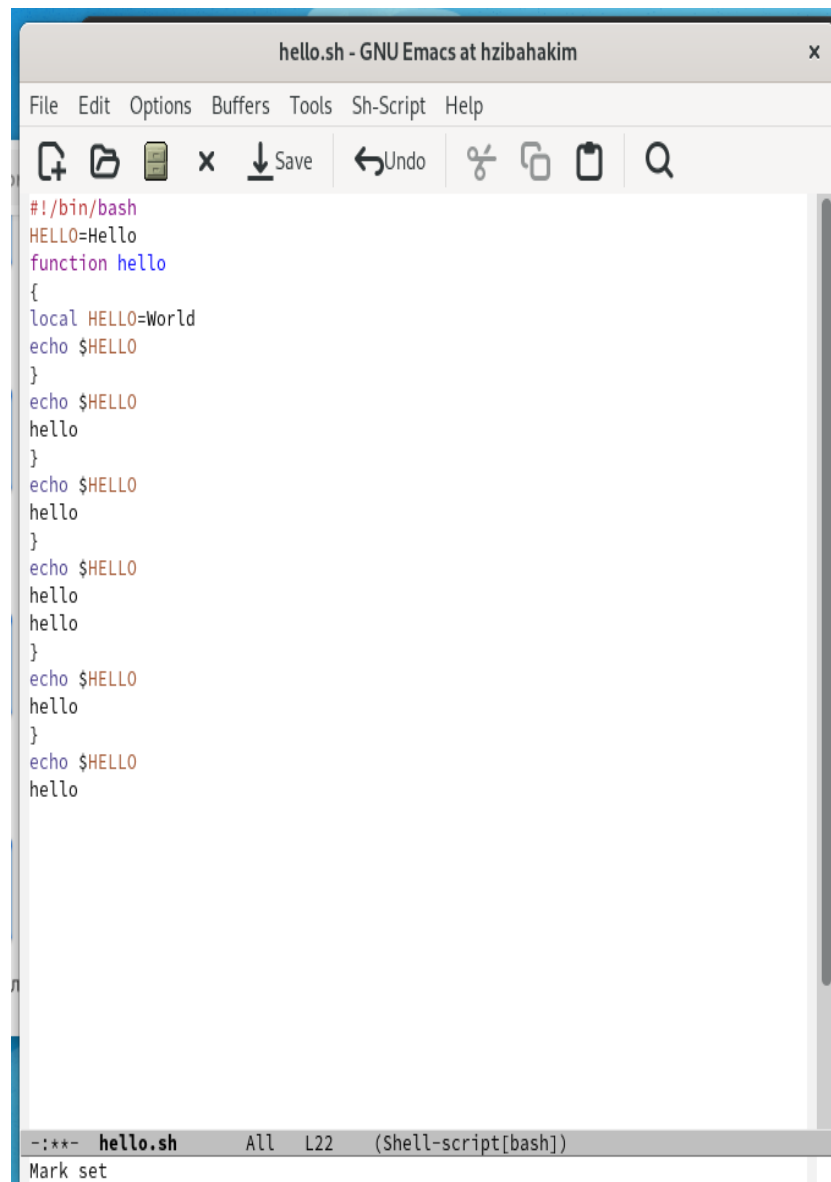 hello.sh - GNU Emacs at hzibahakim x
File Edit Options Buffers Tools Sh-Script Help
Save Undo
#!/bin/bash
HELLO=Hello
function hello
{
local HELLO=World
echo $HELLO
}
echo $HELLO
hello
}
echo $HELLO
hello
}
echo $HELLO
hello
hello
}
echo $HELLO
hello
}
echo $HELLO
hello
-:**- hello.sh All L22 (Shell-script[bash])
Mark set